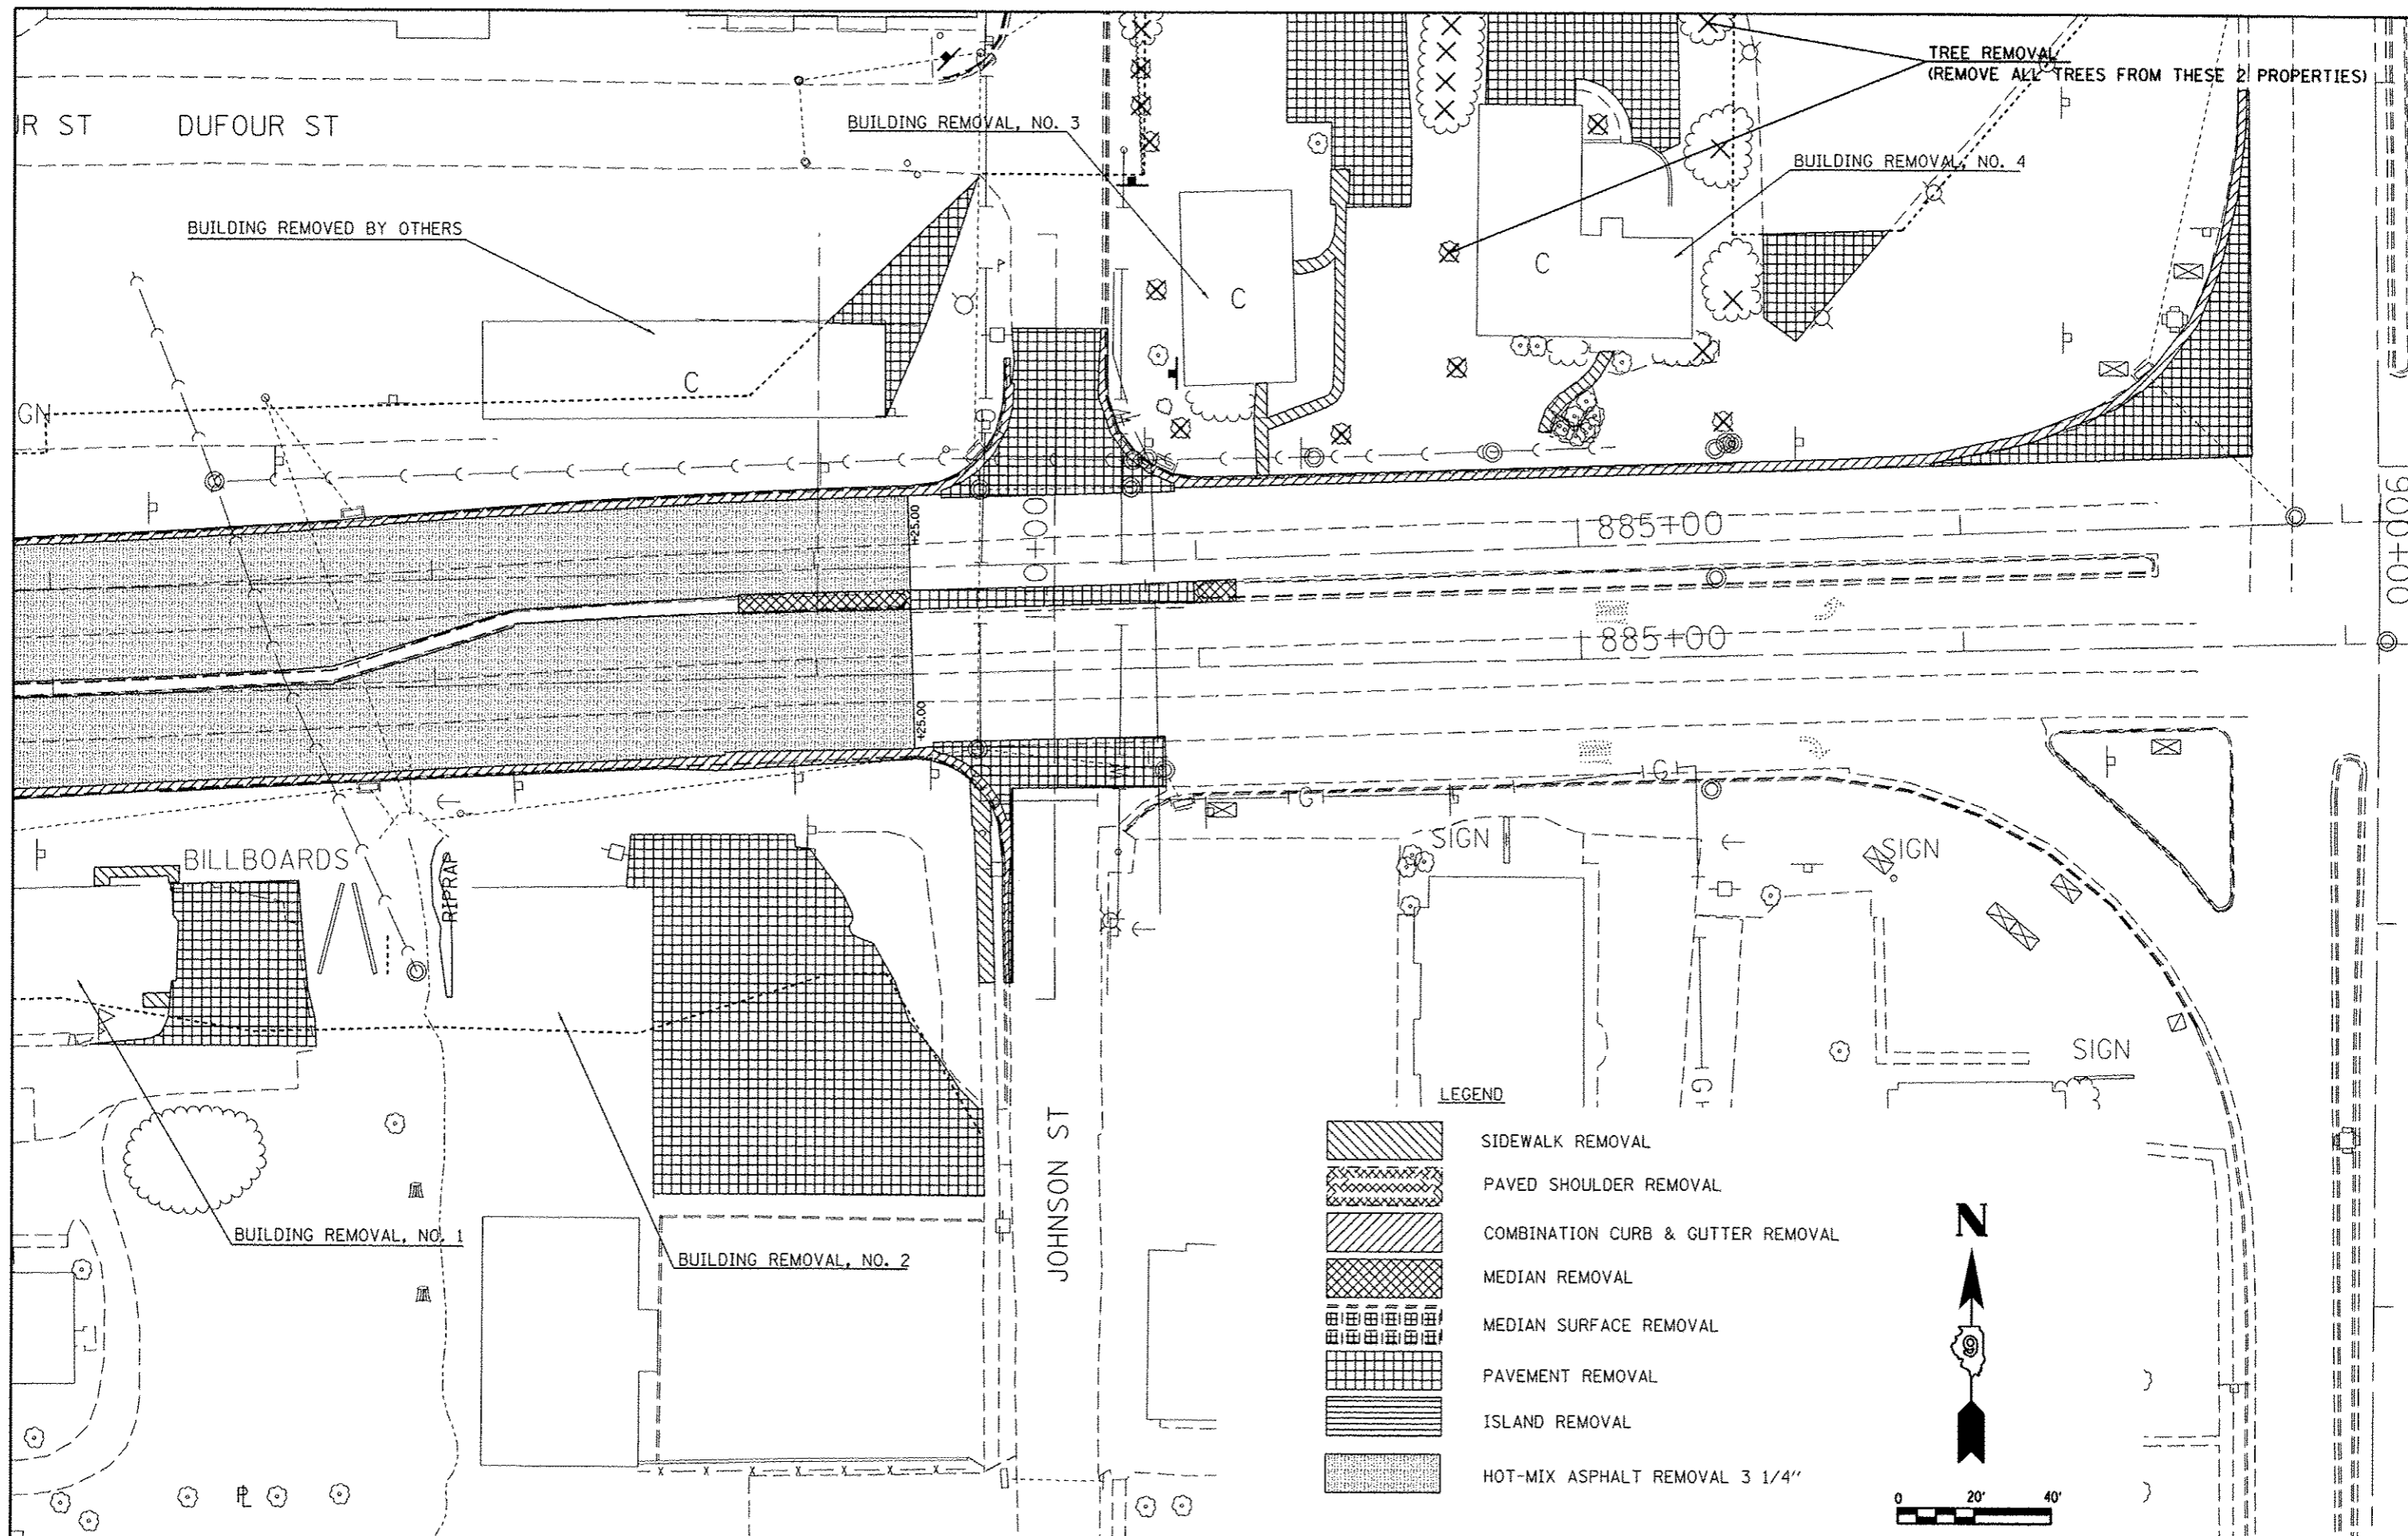 TREE REMOVAL
(REMOVE ALL TREES FROM THESE 2 PROPERTIES)
R ST
DUFOUR ST
BUILDING REMOVAL, NO. 3
BUILDING REMOVAL, NO. 4
BUILDING REMOVED BY OTHERS
C
C
C
P
GN
+25.00
0+00
885+00
900+00
885+00
+25.00
G
G
SIGN
SIGN
BILLBOARDS
RIPRAP
SIGN
G
LEGEND
SIDEWALK REMOVAL
PAVED SHOULDER REMOVAL
COMBINATION CURB & GUTTER REMOVAL
MEDIAN REMOVAL
MEDIAN SURFACE REMOVAL
PAVEMENT REMOVAL
ISLAND REMOVAL
HOT-MIX ASPHALT REMOVAL 3 1/4"
JOHNSON ST
BUILDING REMOVAL, NO. 1
BUILDING REMOVAL, NO. 2
N
9
PL
0 20' 40'